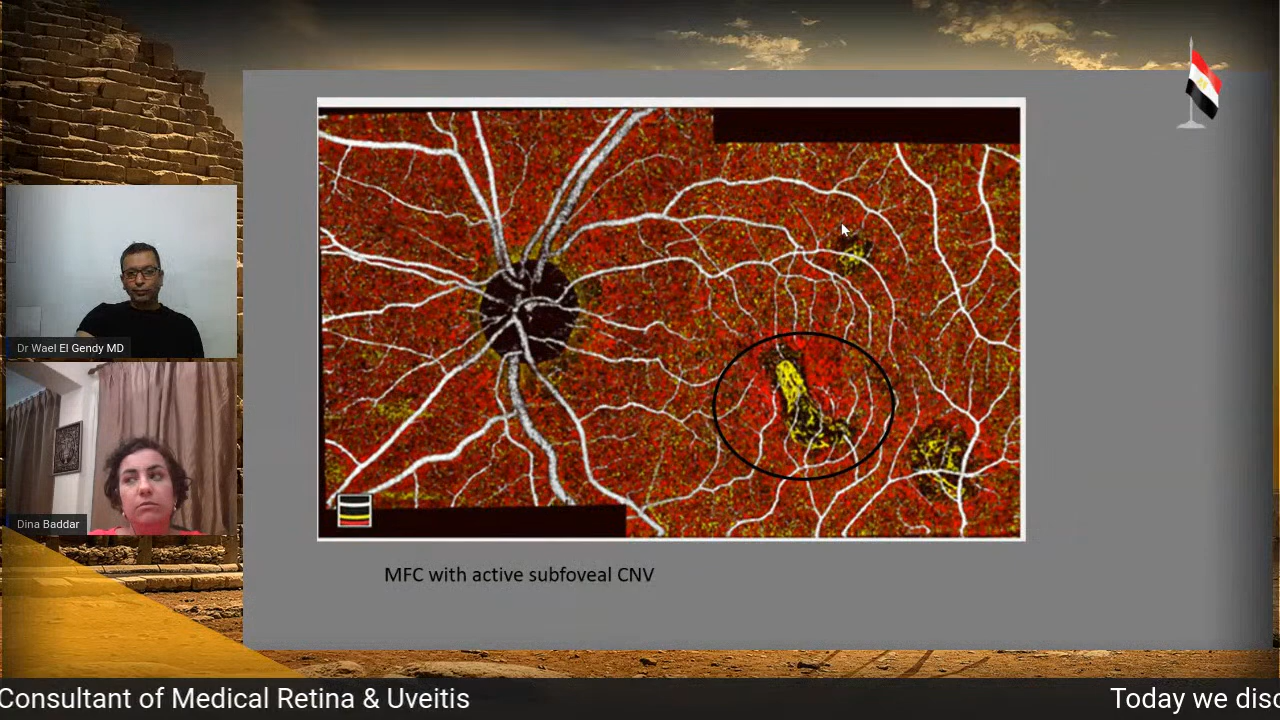 Dr Wael El Gendy MD
Dina Baddar
MFC with active subfoveal CNV
Consultant of Medical Retina & Uveitis
Today we disc